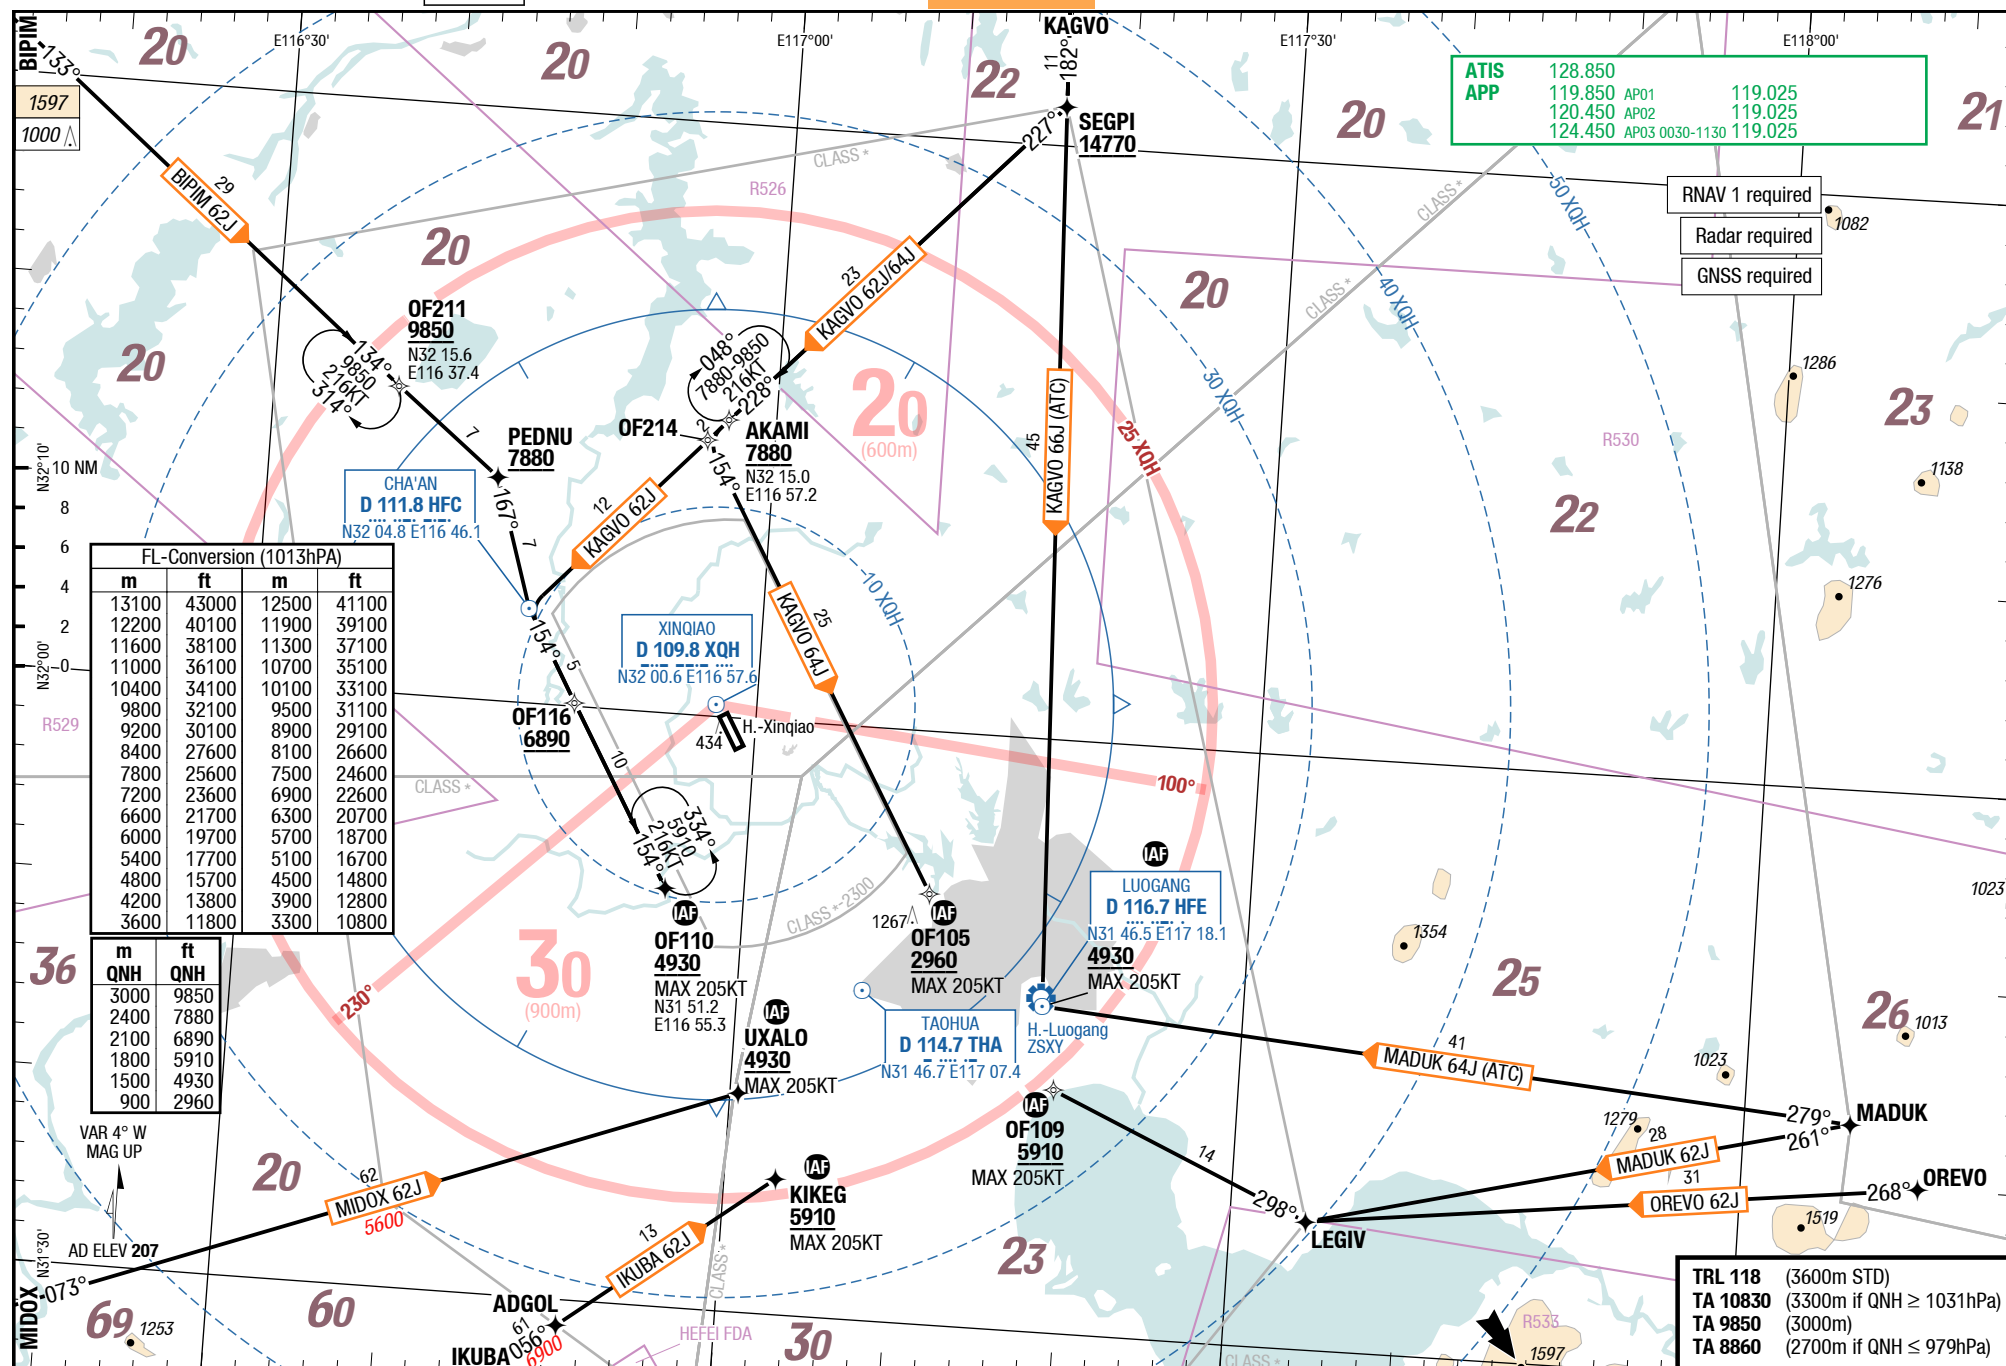 BIPIM
133°
20
1597
1000
E116°30'
20
E117°00'
22
KAGVO
11
182°
SEGPI
14770
227°
E117°30'
20
E118°00'
21
ATIS 128.850
APP 119.850 AP01 119.025
120.450 AP02 119.025
124.450 AP03 0030-1130 119.025
RNAV 1 required
Radar required
GNSS required
1082
CLASS *
R526
CLASS *
CLASS *
50 XQH
40 XQH
30 XQH
25 XQH
10 XQH
29
BIPIM 62J
20
20
20
23
KAGVO 62J/64J
OF211
9850
N32 15.6
E116 37.4
134°
9850
216KT
314°
048°
7880-9850
216KT
228°
20
(600m)
OF214
2
AKAMI
7880
N32 15.0
E116 57.2
154°
7
PEDNU
7880
167°
7
CHA'AN
D 111.8 HFC
N32 04.8 E116 46.1
12
KAGVO 62J
45
KAGVO 66J (ATC)
1286
23
R530
1138
22
1276
N32°10'
10 NM
8
6
4
2
0
N32°00'
FL-Conversion (1013hPA)
m ft m ft
13100 43000 12500 41100
12200 40100 11900 39100
11600 38100 11300 37100
11000 36100 10700 35100
10400 34100 10100 33100
9800 32100 9500 31100
9200 30100 8900 29100
8400 27600 8100 26600
7800 25600 7500 24600
7200 23600 6900 22600
6600 21700 6300 20700
6000 19700 5700 18700
5400 17700 5100 16700
4800 15700 4500 14800
4200 13800 3900 12800
3600 11800 3300 10800
m ft
QNH QNH
3000 9850
2400 7880
2100 6890
1800 5910
1500 4930
900 2960
R529
36
154°
5
XINQIAO
D 109.8 XQH
N32 00.6 E116 57.6
25
KAGVO 64J
OF116
6890
434
H.-Xinqiao
10
CLASS *
100°
334°
5910
216KT
154°
IAF
OF110
4930
MAX 205KT
N31 51.2
E116 55.3
CLASS *-2300
1267
IAF
OF105
2960
MAX 205KT
IAF
LUOGANG
D 116.7 HFE
N31 46.5 E117 18.1
4930
MAX 205KT
1354
1023
25
26
1013
1023
30
(900m)
230°
IAF
UXALO
4930
MAX 205KT
TAOHUA
D 114.7 THA
N31 46.7 E117 07.4
H.-Luogang
ZSXY
41
MADUK 64J (ATC)
279°
MADUK
261°
1279
28
MADUK 62J
31
OREVO 62J
268°
OREVO
1519
IAF
OF109
5910
MAX 205KT
14
298°
LEGIV
VAR 4° W
MAG UP
AD ELEV 207
20
62
MIDOX 62J
5600
IAF
KIKEG
5910
MAX 205KT
13
IKUBA 62J
CLASS *
23
N31°30'
MIDOX
073°
69
1253
60
ADGOL
61
056°
6900
IKUBA
HEFEI FDA
30
CLASS *
R533
1597
TRL 118 (3600m STD)
TA 10830 (3300m if QNH ≥ 1031hPa)
TA 9850 (3000m)
TA 8860 (2700m if QNH ≤ 979hPa)